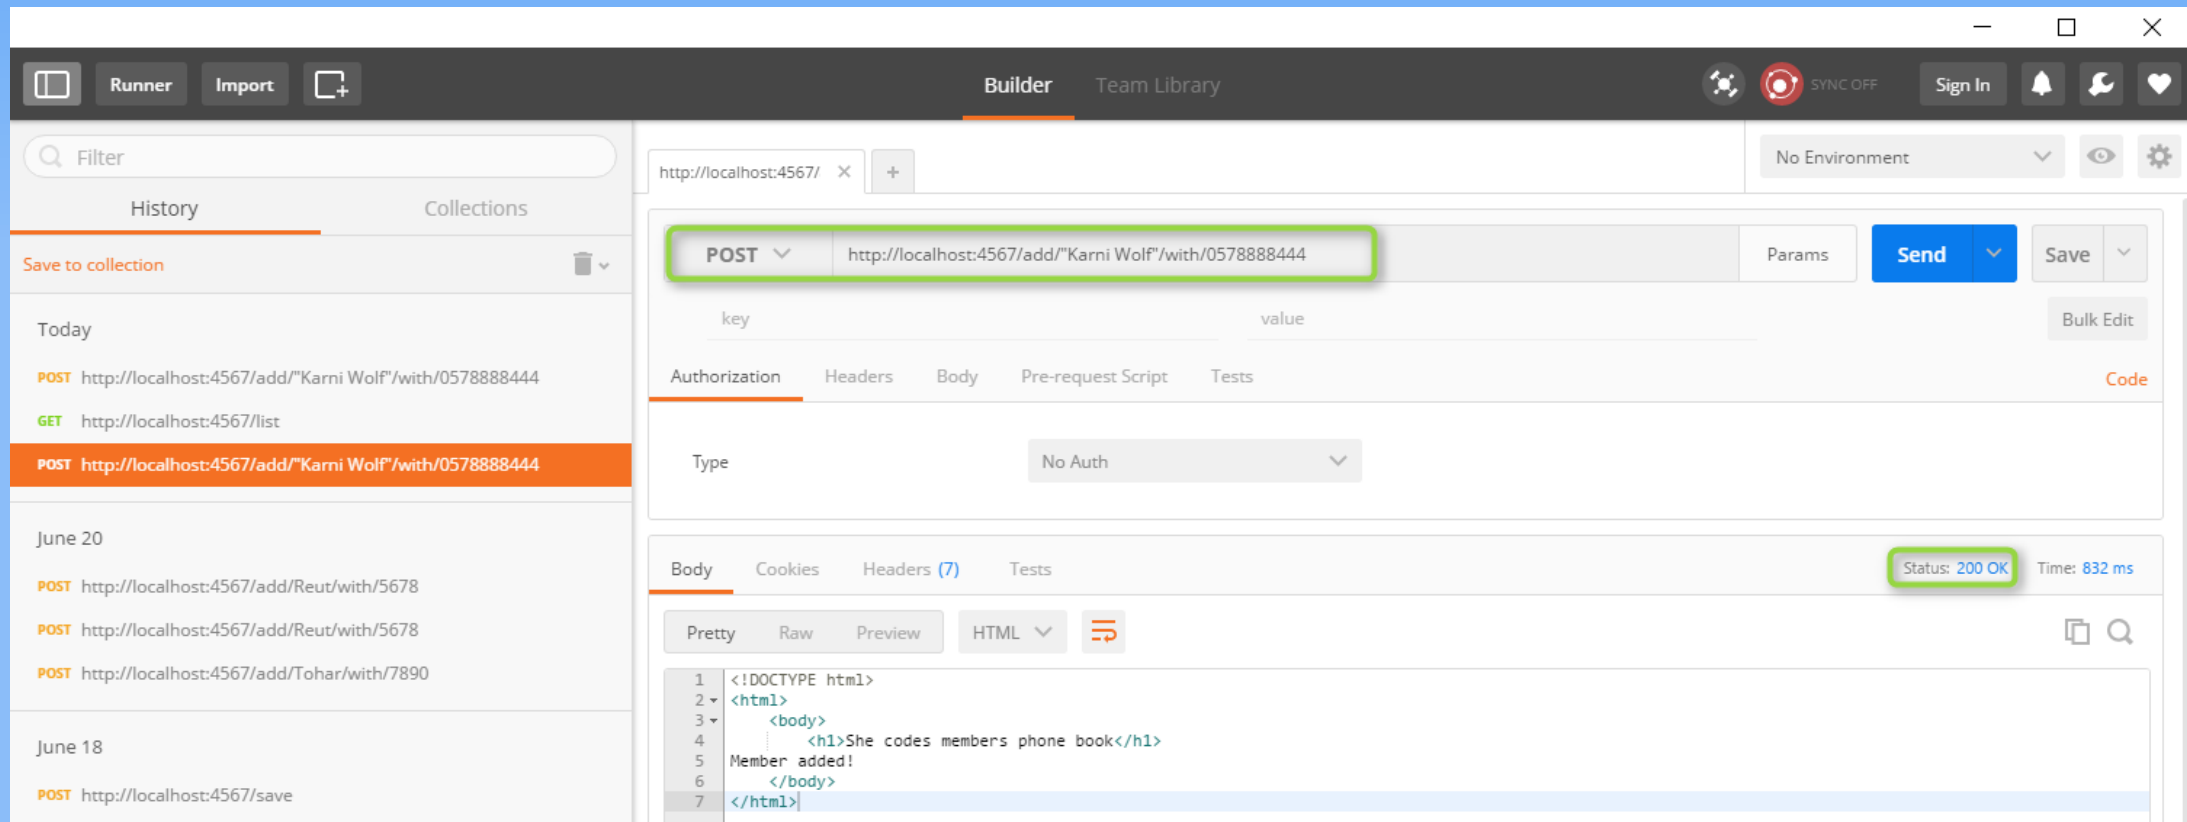 Runner Import Builder Team Library SYNC OFF Sign In
Filter
History Collections
Save to collection
Today
POST http://localhost:4567/add/"Karni Wolf"/with/0578888444
GET http://localhost:4567/list
POST http://localhost:4567/add/"Karni Wolf"/with/0578888444
June 20
POST http://localhost:4567/add/Reut/with/5678
POST http://localhost:4567/add/Reut/with/5678
POST http://localhost:4567/add/Tohar/with/7890
June 18
POST http://localhost:4567/save
http://localhost:4567/
No Environment
POST http://localhost:4567/add/"Karni Wolf"/with/0578888444 Params Send Save
key value Bulk Edit
Authorization Headers Body Pre-request Script Tests Code
Type No Auth
Body Cookies Headers (7) Tests Status: 200 OK Time: 832 ms
Pretty Raw Preview HTML
1 <!DOCTYPE html>
2 <html>
3 <body>
4 <h1>She codes members phone book</h1>
5 Member added!
6 </body>
7 </html>